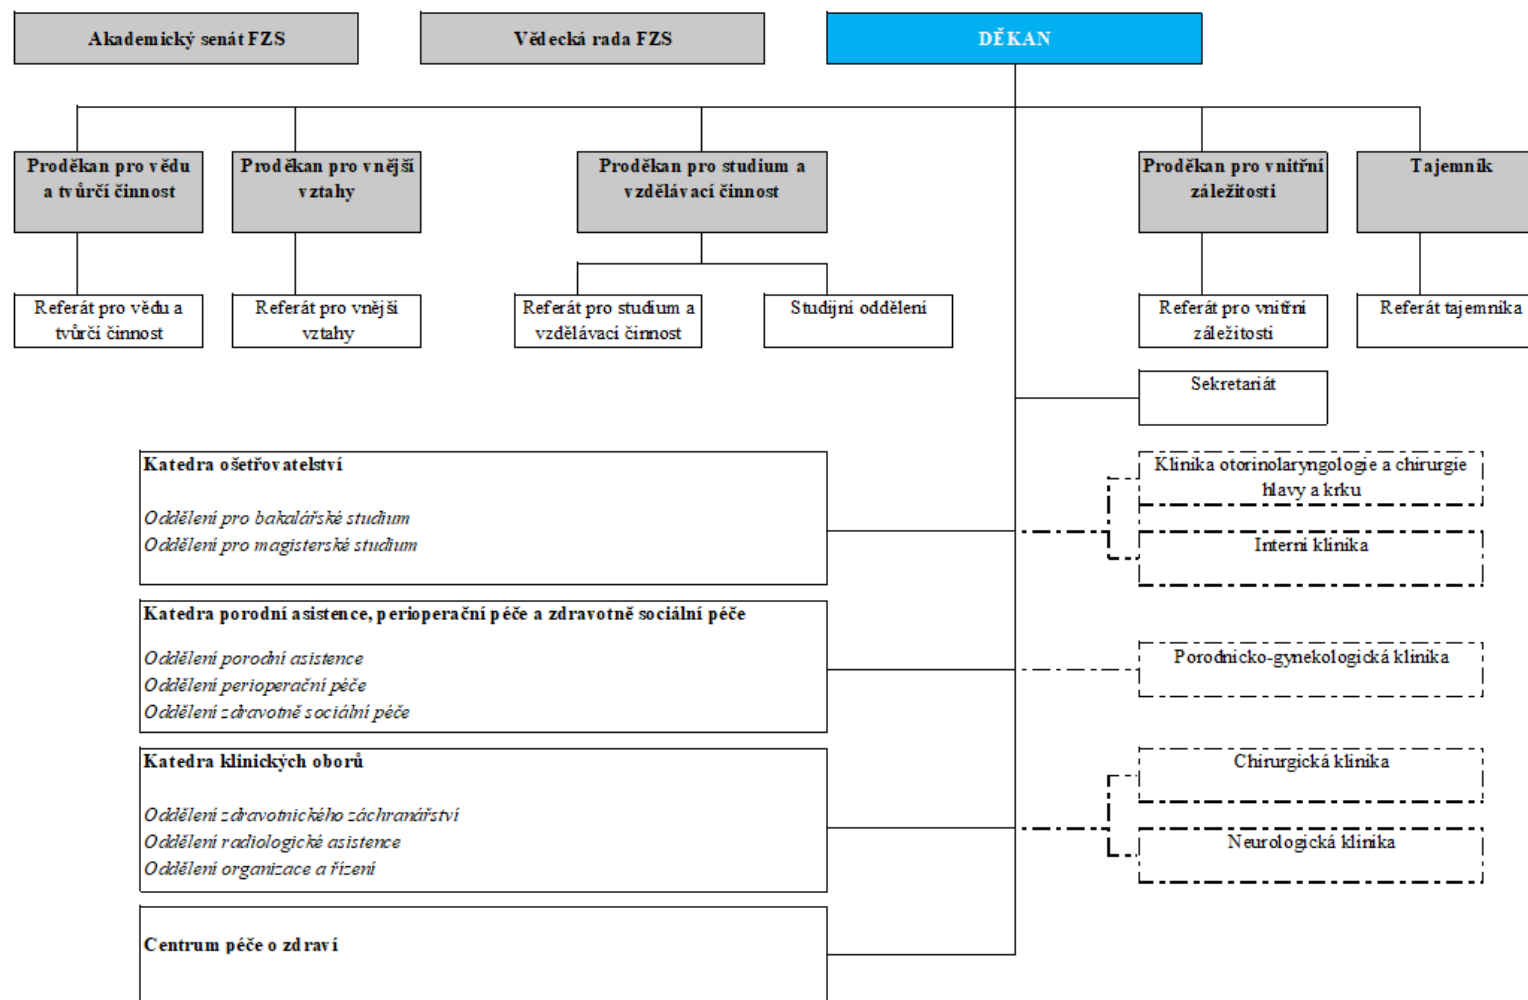 Akademický senát FZS
Vědecká rada FZS
DĚKAN
Proděkan pro vědu
a tvůrčí činnost
Proděkan pro vnější
vztahy
Proděkan pro studium a
vzdělávací činnost
Proděkan pro vnitřní
záležitosti
Tajemník
Referát pro vědu a
tvůrčí činnost
Referát pro vnější
vztahy
Referát pro studium a
vzdělávací činnost
Studijní oddělení
Referát pro vnitřní
záležitosti
Referát tajemníka
Sekretariát
Katedra ošetřovatelství
Oddělení pro bakalářské studium
Oddělení pro magisterské studium
Klinika otorinolaryngologie a chirurgie
hlavy a krku
Interní klinika
Katedra porodní asistence, perioperační péče a zdravotně sociální péče
Oddělení porodní asistence
Oddělení perioperační péče
Oddělení zdravotně sociální péče
Porodnicko-gynekologická klinika
Katedra klinických oborů
Oddělení zdravotnického záchranářství
Oddělení radiologické asistence
Oddělení organizace a řízení
Chirurgická klinika
Neurologická klinika
Centrum péče o zdraví